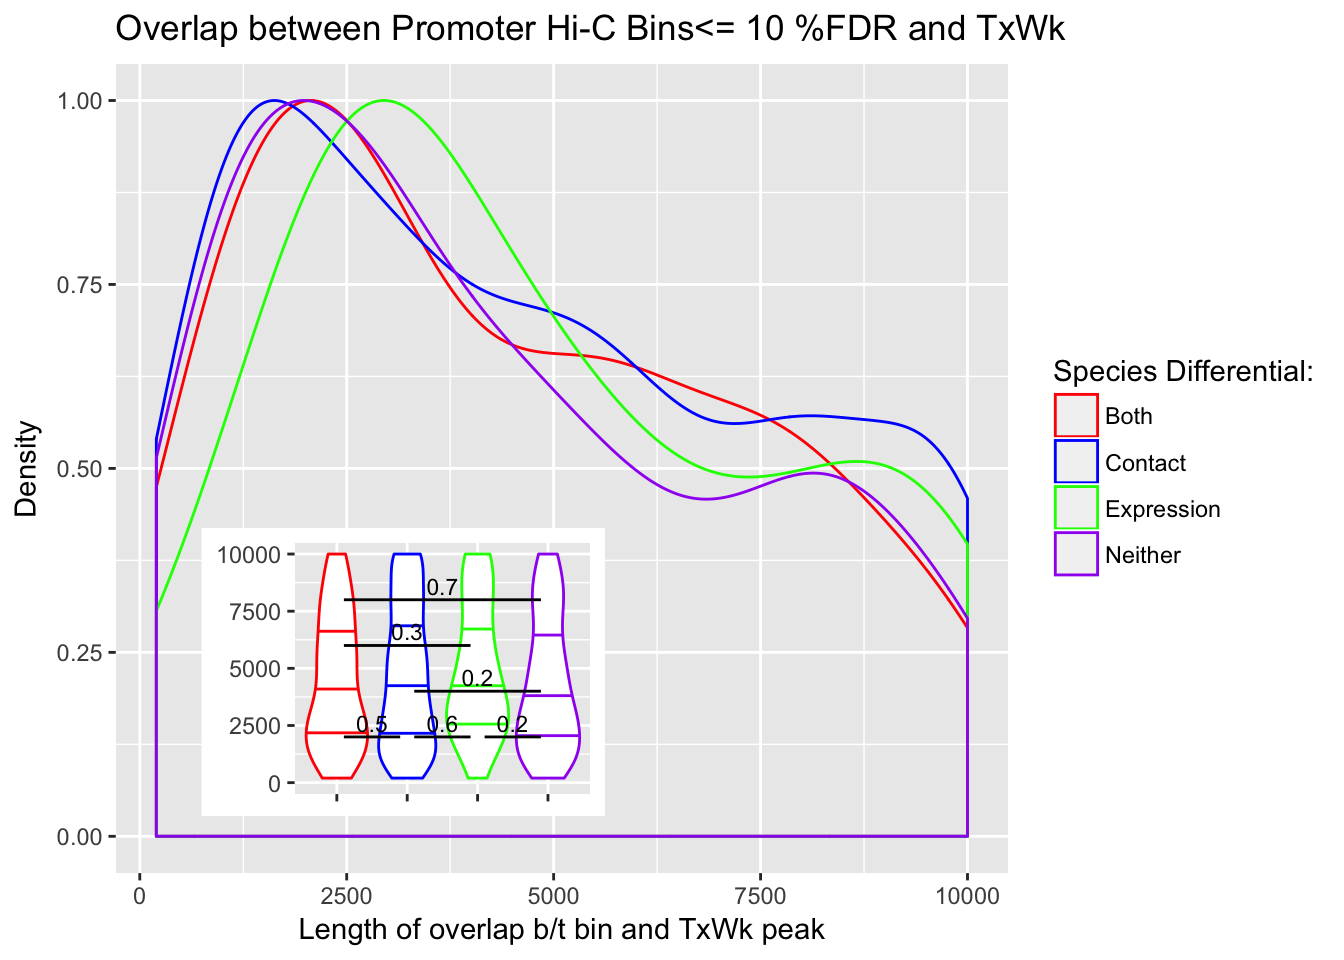 Overlap between Promoter Hi-C Bins<= 10 %FDR and TxWk
Density
1.00
0.75
0.50
0.25
0.00
0
2500
5000
7500
10000
Length of overlap b/t bin and TxWk peak
10000
7500
5000
2500
0
0.7
0.3
0.2
0.5
0.6
0.2
Species Differential:
Both
Contact
Expression
Neither